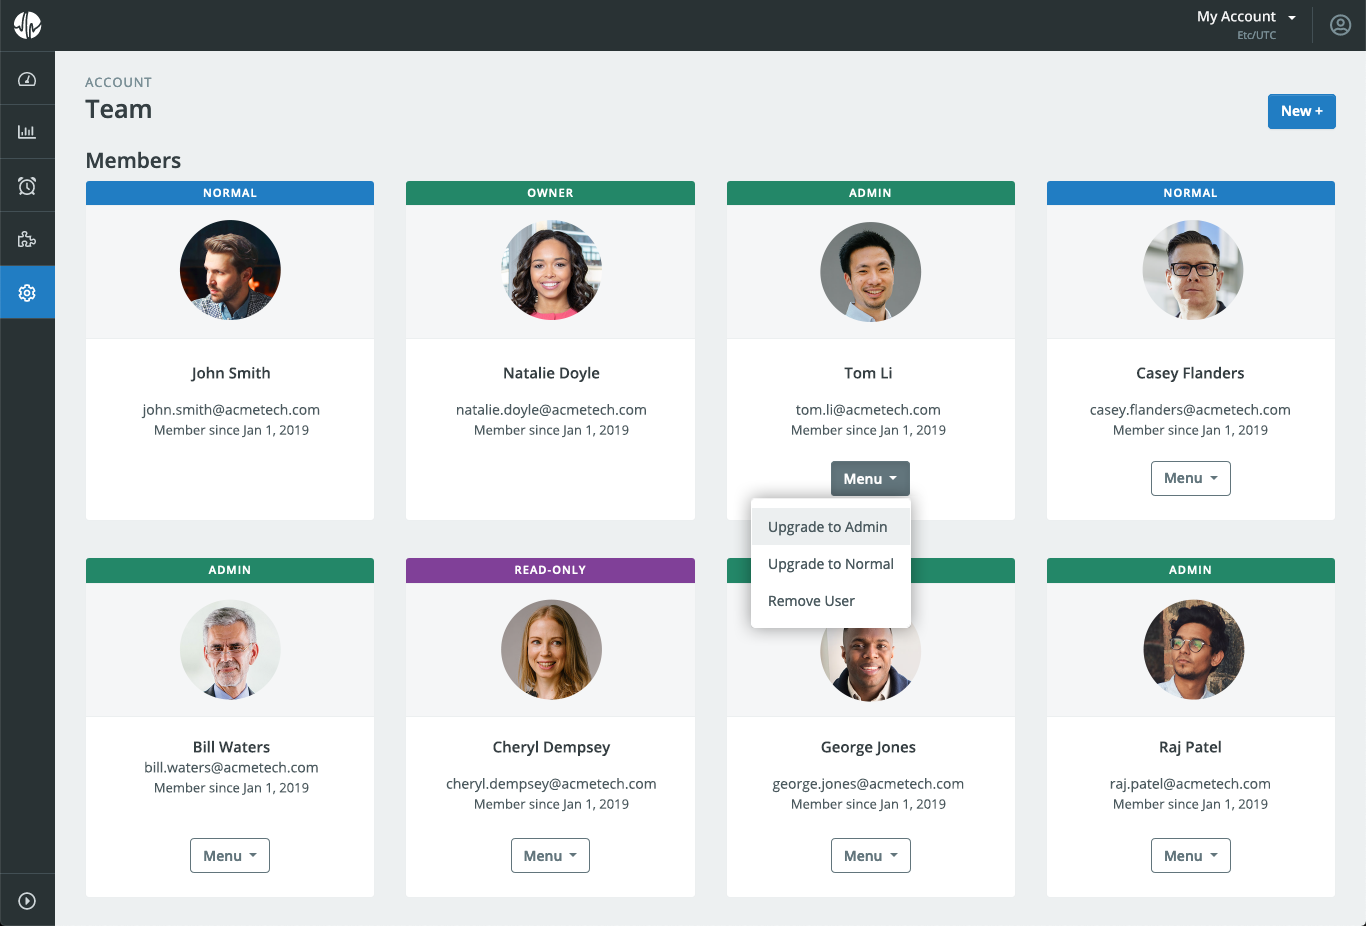 My Account
Etc/UTC
ACCOUNT
Team
New +
Members
NORMAL
John Smith
john.smith@acmetech.com
Member since Jan 1, 2019
OWNER
Natalie Doyle
natalie.doyle@acmetech.com
Member since Jan 1, 2019
ADMIN
Tom Li
tom.li@acmetech.com
Member since Jan 1, 2019
Menu
Upgrade to Admin
Upgrade to Normal
Remove User
NORMAL
Casey Flanders
casey.flanders@acmetech.com
Member since Jan 1, 2019
Menu
ADMIN
Bill Waters
bill.waters@acmetech.com
Member since Jan 1, 2019
Menu
READ-ONLY
Cheryl Dempsey
cheryl.dempsey@acmetech.com
Member since Jan 1, 2019
Menu
George Jones
george.jones@acmetech.com
Member since Jan 1, 2019
Menu
ADMIN
Raj Patel
raj.patel@acmetech.com
Member since Jan 1, 2019
Menu